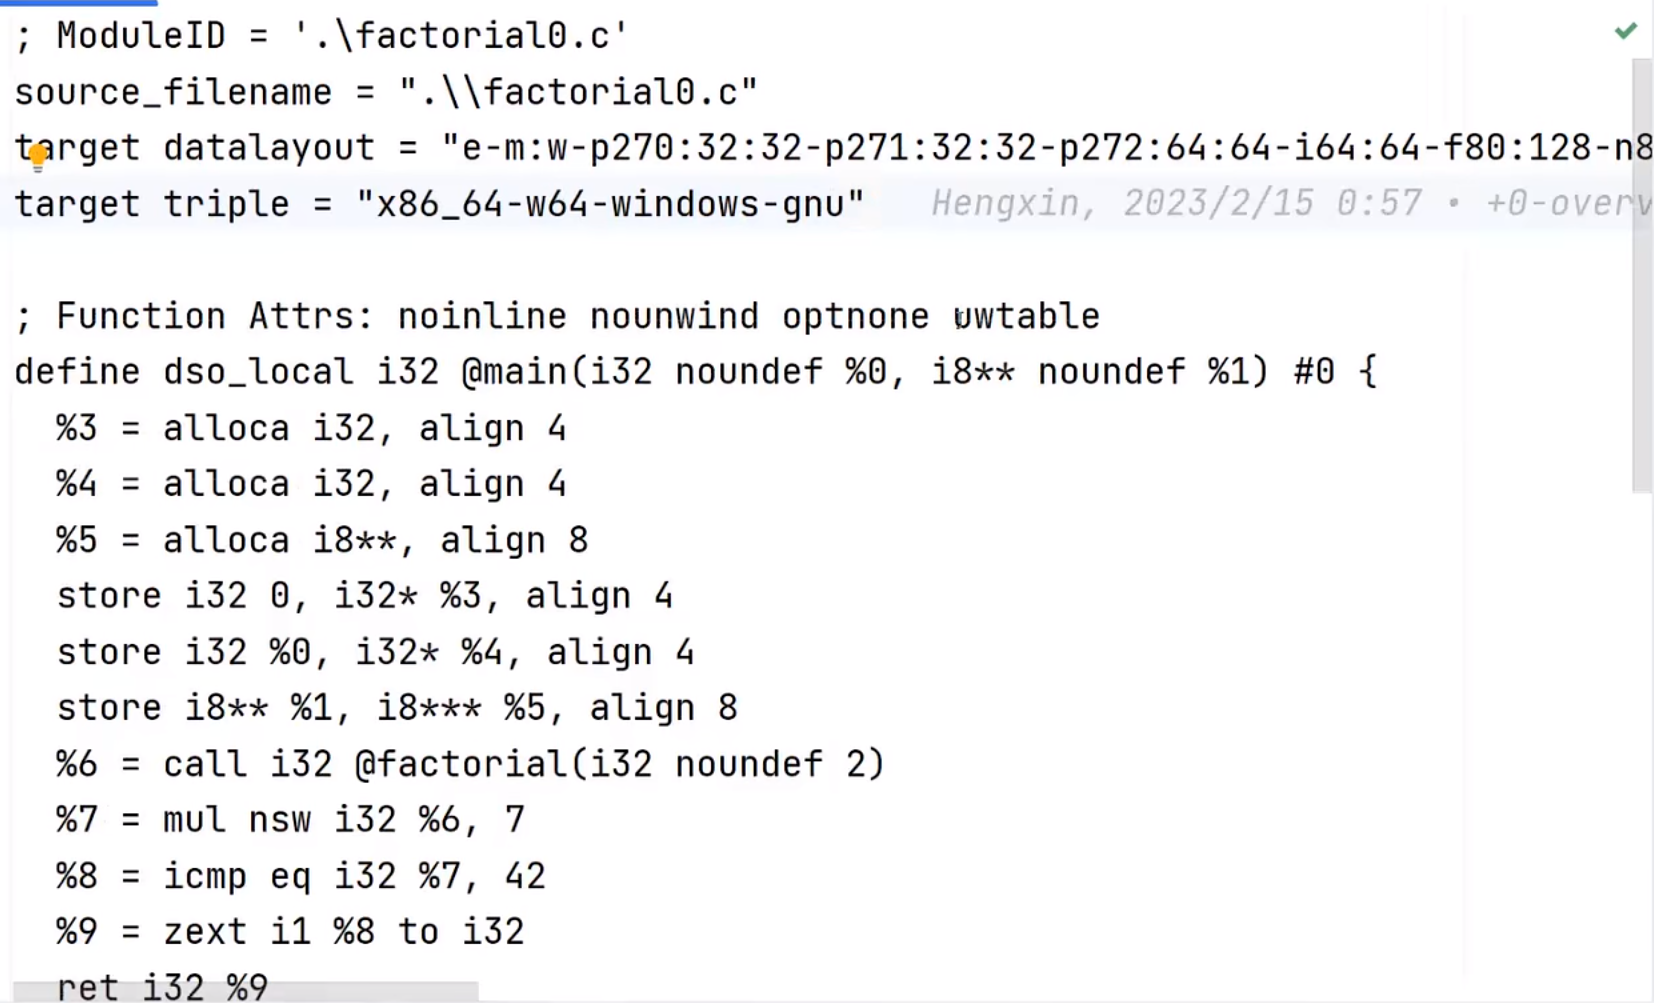 ; ModuleID = '.\factorial0.c'
source_filename = ".\\factorial0.c"
target datalayout = "e-m:w-p270:32:32-p271:32:32-p272:64:64-i64:64-f80:128-n8
target triple = "x86_64-w64-windows-gnu" Hengxin, 2023/2/15 0:57 • +0-overv
; Function Attrs: noinline nounwind optnone uwtable
define dso_local i32 @main(i32 noundef %0, i8** noundef %1) #0 {
%3 = alloca i32, align 4
%4 = alloca i32, align 4
%5 = alloca i8**, align 8
store i32 0, i32* %3, align 4
store i32 %0, i32* %4, align 4
store i8** %1, i8*** %5, align 8
%6 = call i32 @factorial(i32 noundef 2)
%7 = mul nsw i32 %6, 7
%8 = icmp eq i32 %7, 42
%9 = zext i1 %8 to i32
ret i32 %9